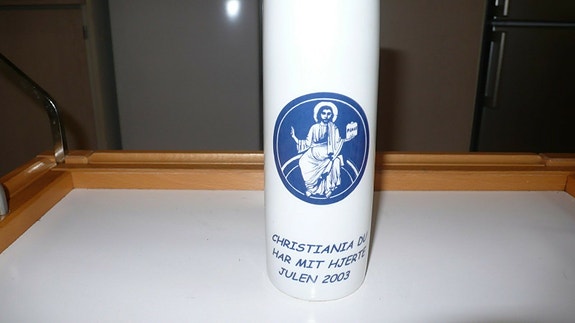 CHRISTIANIA DU
HAR MIT HJERTE
JULEN 2003